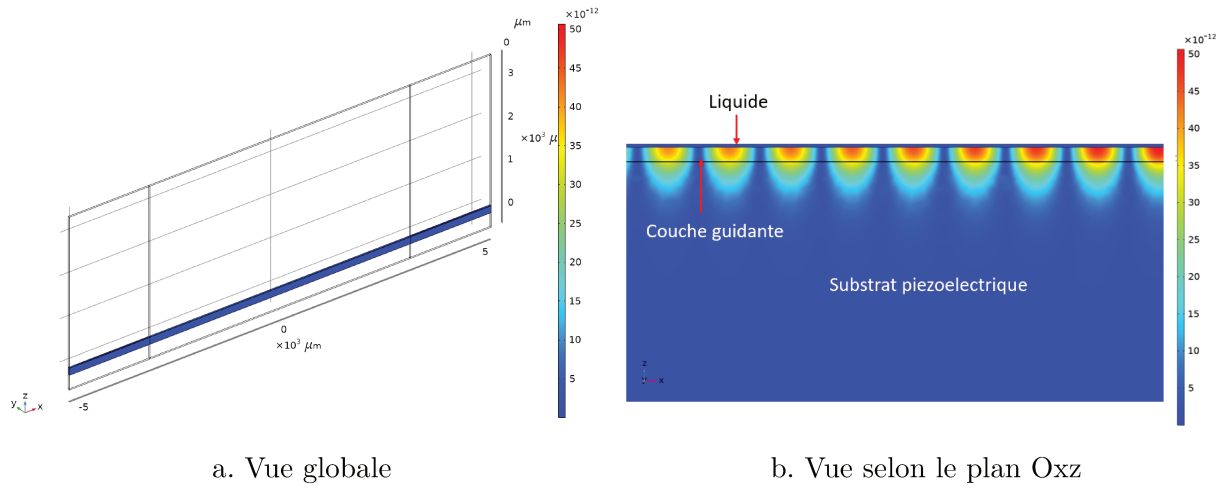 ×10⁻¹²
μm
0
50
3
45
40
2
35
×10³ μ
30
1
25
0
20
15
10
5
5
0
×10³ μm
-5
z
y
x
×10⁻¹²
50
Liquide
45
40
35
30
25
Couche guidante
20
Substrat piezoelectrique
15
10
z
x
5
a. Vue globale
b. Vue selon le plan Oxz